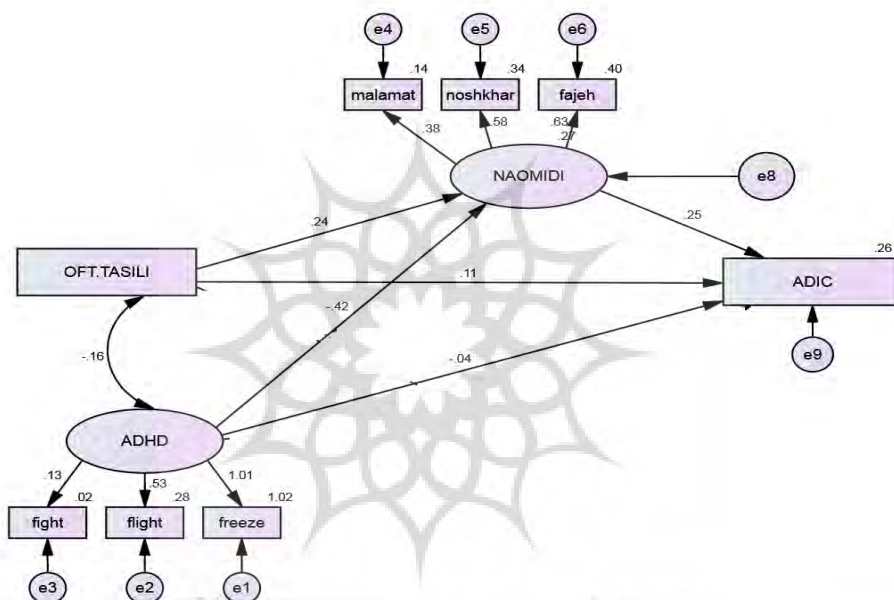 e4 e5 e6
.14 .34 .40
malamat noshkhar fajeh
.38 .58 .63
.27
NAOMIDI e8
.24 .25
.26
OFT.TASILI .11 ADIC
-.42
-.16 -.04 e9
ADHD
.13 .53 1.01
.02 .28 1.02
fight flight freeze
e3 e2 e1